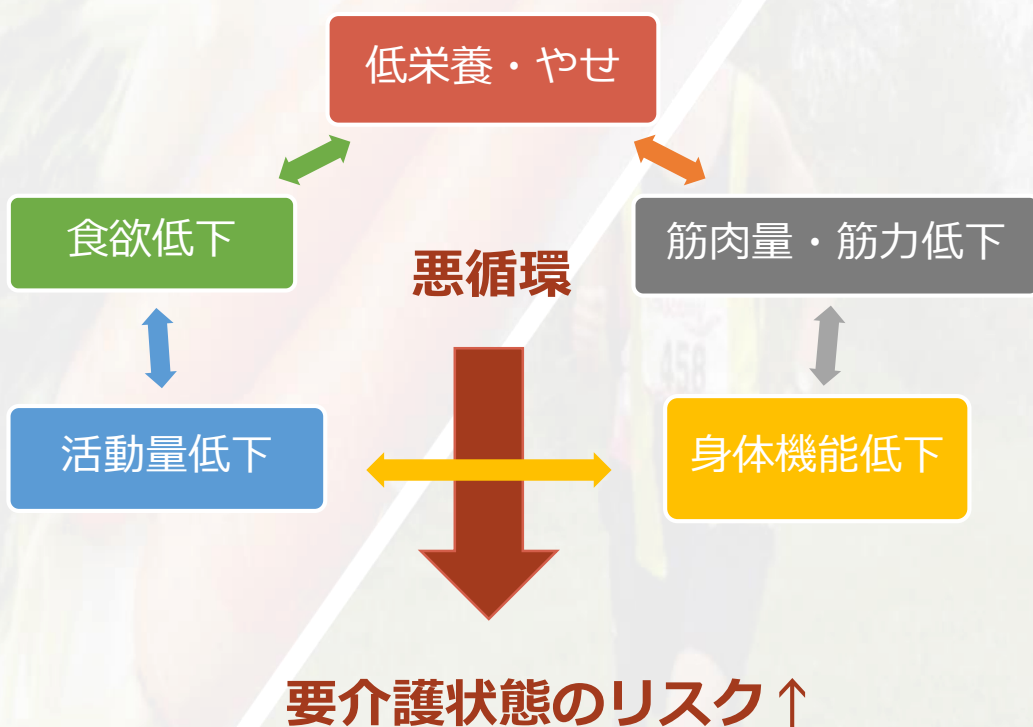 低栄養・やせ
食欲低下
筋肉量・筋力低下
悪循環
458
活動量低下
身体機能低下
要介護状態のリスク↑